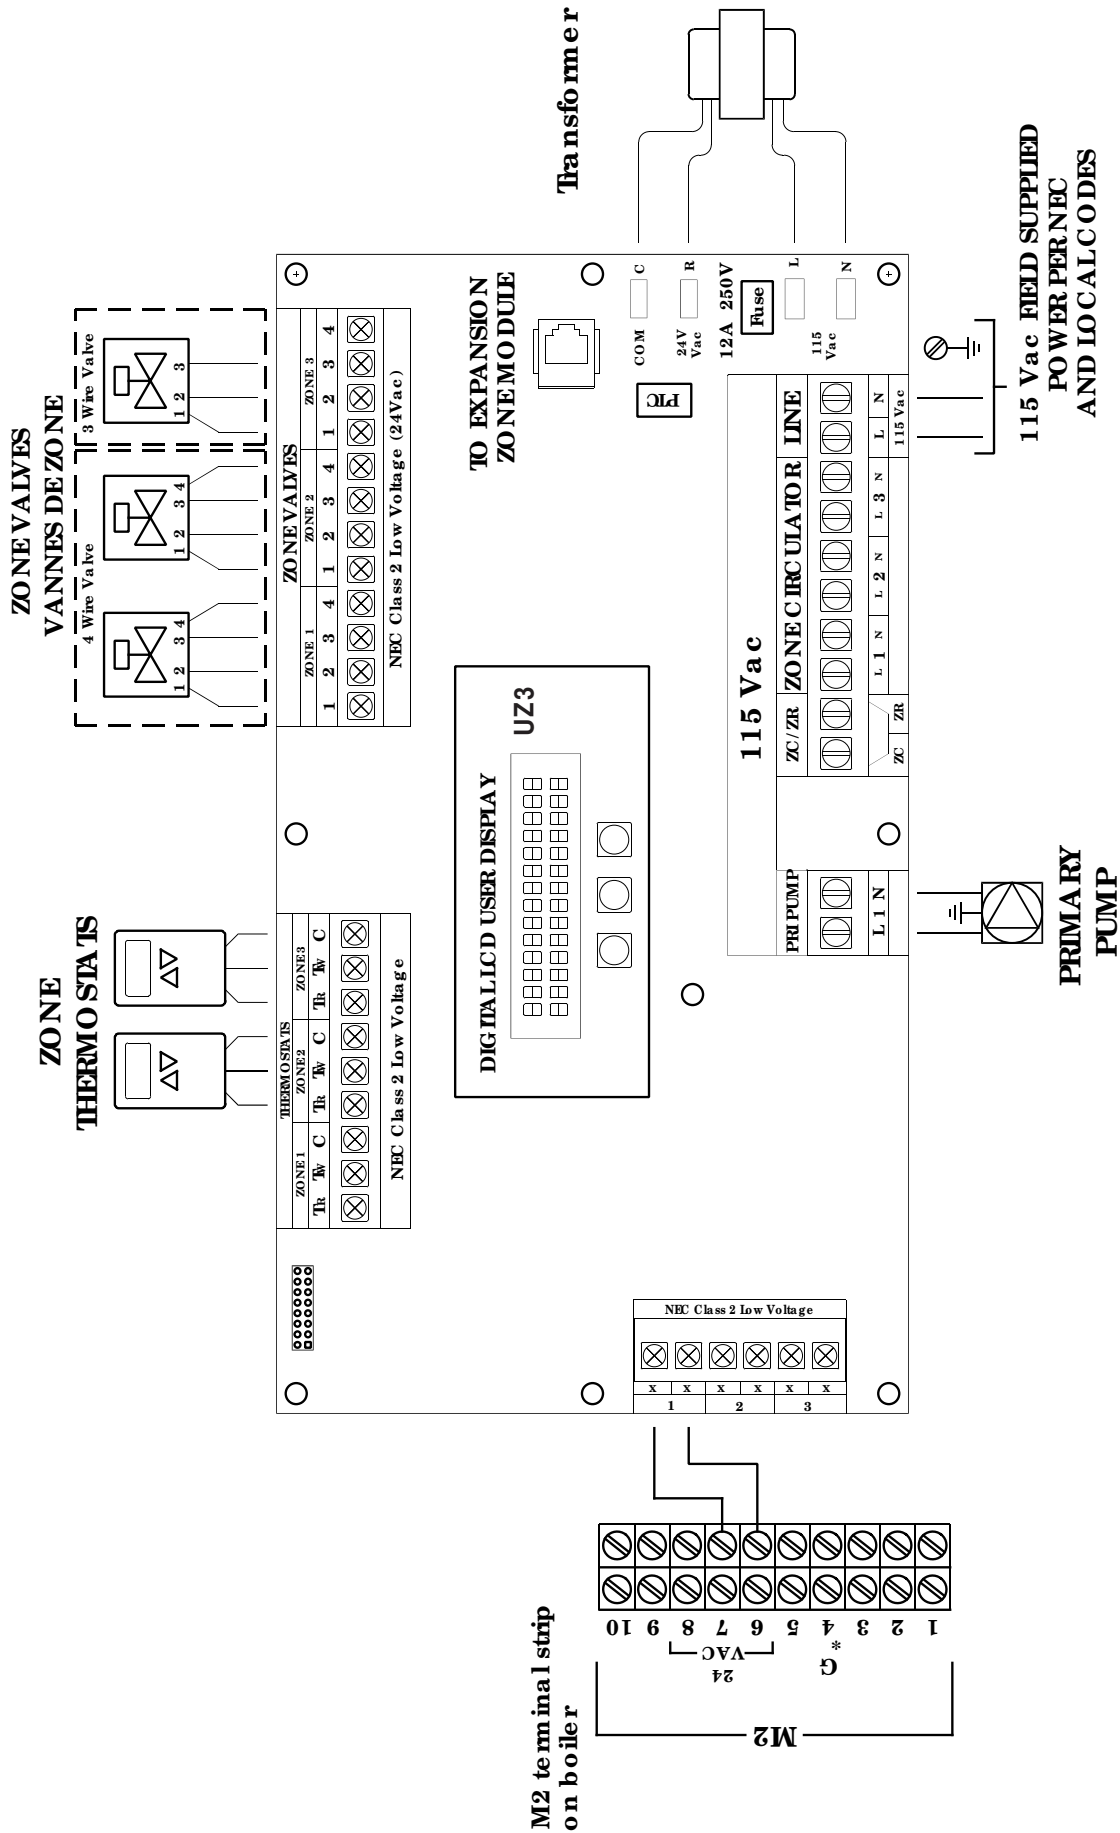 ZONE VALVES
VANNES DE ZONE
4 Wire Valve
3 Wire Valve
1 2 3 4
1 2 3 4
1 2 3
ZONE
THERMOSTATS
THERMOSTATS
ZONE 1
ZONE 2
ZONE 3
TR TW C
TR TW C
TR TW C
NEC Class 2 Low Voltage
ZONE VALVES
ZONE 1
ZONE 2
ZONE 3
1 2 3 4
1 2 3 4
1 2 3 4
NEC Class 2 Low Voltage (24Vac)
TO EXPANSION
ZONE MODULE
Transformer
DIGITAL LCD USER DISPLAY
UZ3
PIC
COM
C
24V
Vac
R
12A 250V
Fuse
115
Vac
L
N
NEC Class 2 Low Voltage
x x x x x x
1 2 3
115 Vac
PRI PUMP
L 1 N
ZC / ZR
ZC
ZR
ZONE CIRCULATOR
L 1 N
L 2 N
L 3 N
LINE
L N
115 Vac
PRIMARY
PUMP
115 Vac FIELD SUPPLIED
POWER PER NEC
AND LOCAL CODES
M2 terminal strip
on boiler
1 2 3 4 5 6 7 8 9 10
*
G
24
VAC
M2